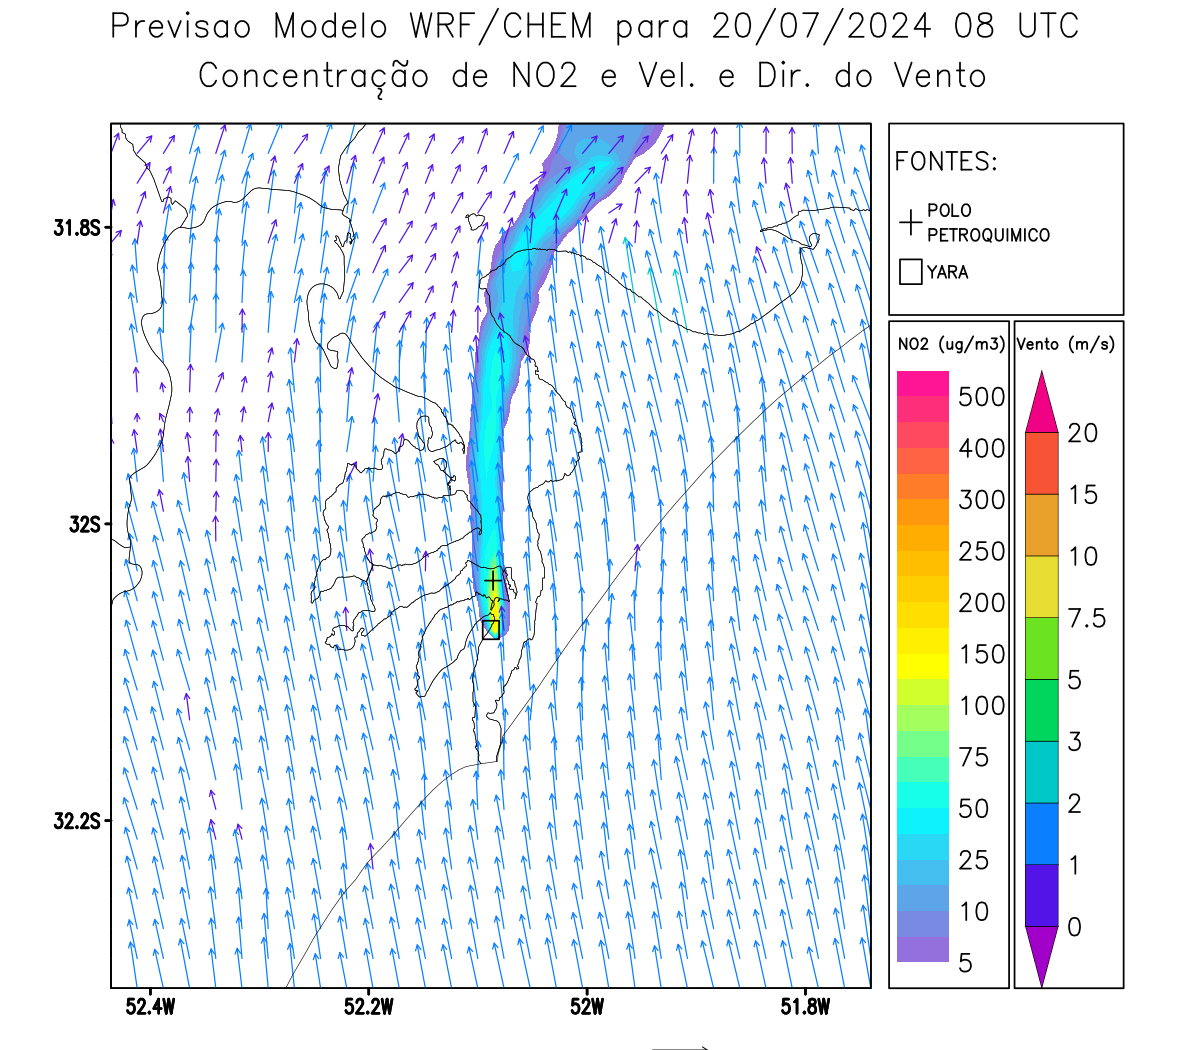 Previsao Modelo WRF/CHEM para 20/07/2024 08 UTC
Concentração de NO2 e Vel. e Dir. do Vento
FONTES:
POLO
PETROQUIMICO
YARA
NO2 (ug/m3)
500
400
300
250
200
150
100
75
50
25
10
5
Vento (m/s)
20
15
10
7.5
5
3
2
1
0
31.8S
32S
32.2S
52.4W
52.2W
52W
51.8W